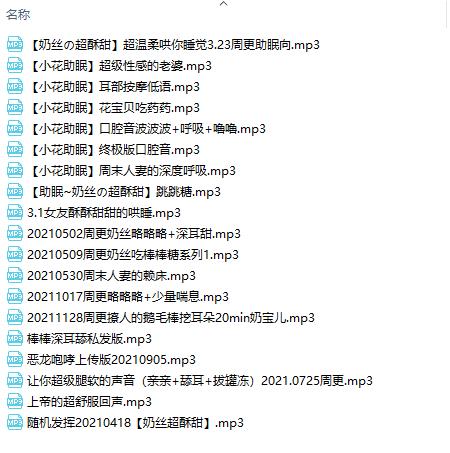 名称
【奶丝の超酥甜】超温柔哄你睡觉3.23周更助眠向.mp3
【小花助眠】超级性感的老婆.mp3
【小花助眠】耳部按摩低语.mp3
【小花助眠】花宝贝吃药药.mp3
【小花助眠】口腔音波波波+呼吸+噜噜.mp3
【小花助眠】终极版口腔音.mp3
【小花助眠】周末人妻的深度呼吸.mp3
【助眠~奶丝の超酥甜】跳跳糖.mp3
3.1女友酥酥甜甜的哄睡.mp3
20210502周更奶丝略略略+深耳甜.mp3
20210509周更奶丝吃棒棒糖系列1.mp3
20210530周末人妻的赖床.mp3
20211017周更略略略+少量喘息.mp3
20211128周更撩人的鹅毛棒挖耳朵20min奶宝儿.mp3
棒棒深耳舔私发版.mp3
恶龙咆哮上传版20210905.mp3
让你超级腿软的声音（亲亲+舔耳+拔罐冻）2021.0725周更.mp3
上帝的超舒服回声.mp3
随机发挥20210418【奶丝超酥甜】.mp3